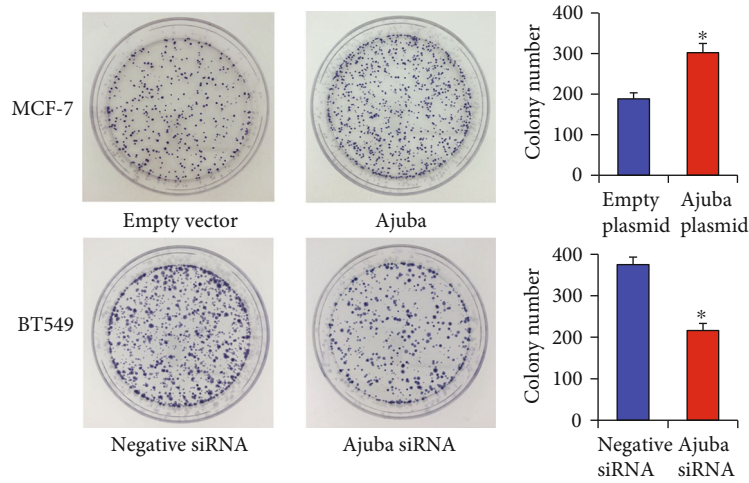 MCF-7
Empty vector
Ajuba
Colony number
400
300
200
100
0
*
Empty plasmid
Ajuba plasmid
BT549
Negative siRNA
Ajuba siRNA
Colony number
400
300
200
100
0
*
Negative siRNA
Ajuba siRNA